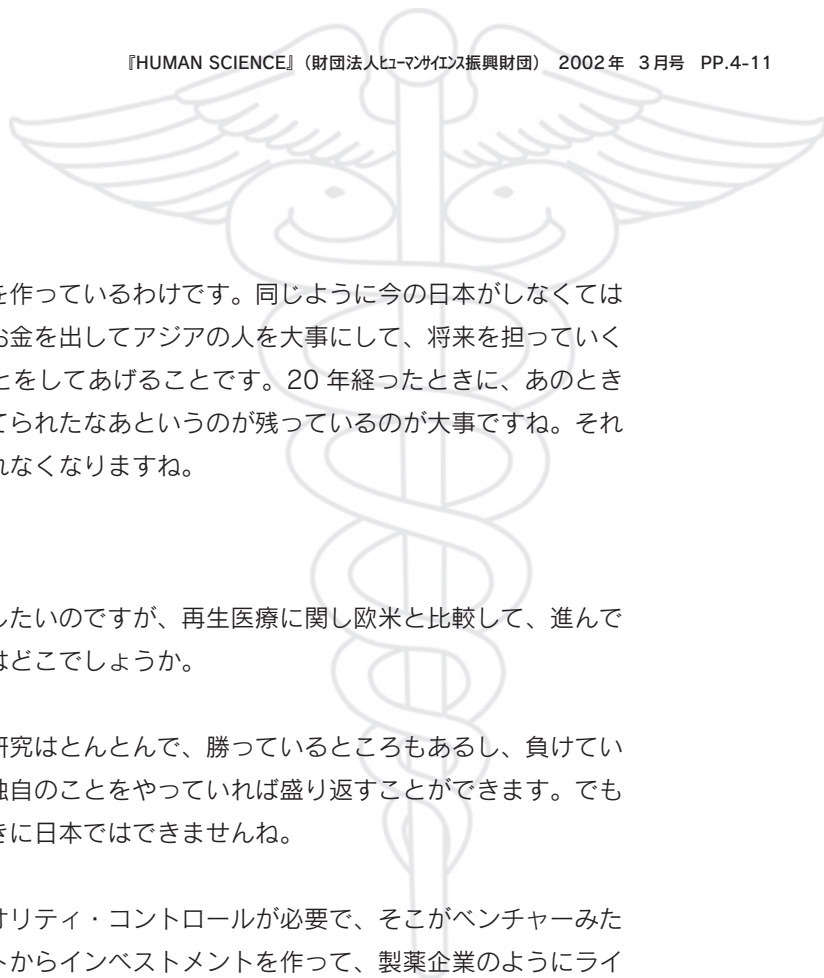 『HUMAN SCIENCE』（財団法人ﾋｭｰﾏﾝｻｲｴﾝｽ振興財団） 2002年 3月号 PP.4-11
を作っているわけです。同じように今の日本がしなくては
お金を出してアジアの人を大事にして、将来を担っていく
とをしてあげることです。20 年経ったときに、あのとき
てられたなあというのが残っているのが大事ですね。それ
れなくなりますね。
したいのですが、再生医療に関し欧米と比較して、進んで
はどこでしょうか。
研究はとんとんで、勝っているところもあるし、負けてい
独自のことをやっていれば盛り返すことができます。でも
きに日本ではできませんね。
オリティ・コントロールが必要で、そこがベンチャーみた
トからインベストメントを作って、製薬企業のようにライ